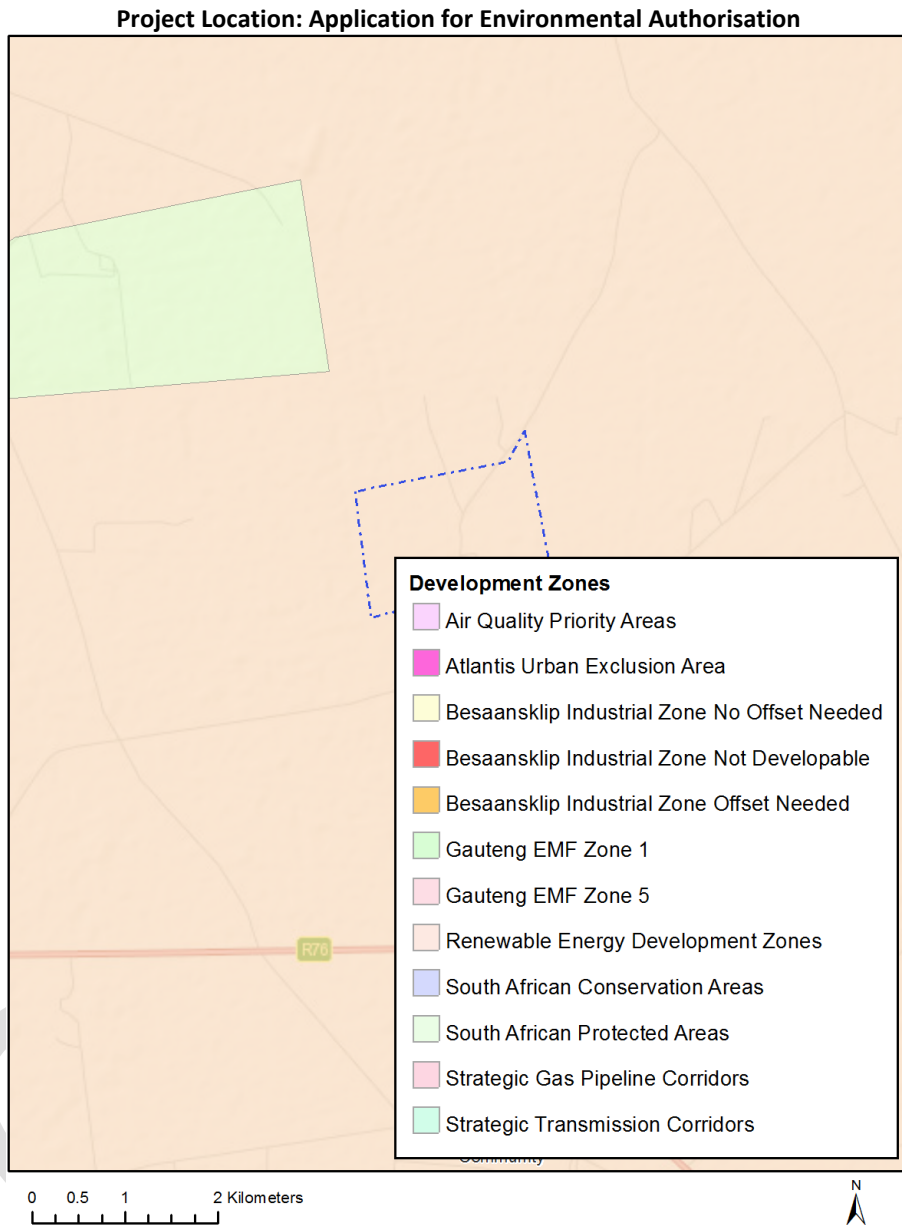 Project Location: Application for Environmental Authorisation
R76
Development Zones
Air Quality Priority Areas
Atlantis Urban Exclusion Area
Besaansklip Industrial Zone No Offset Needed
Besaansklip Industrial Zone Not Developable
Besaansklip Industrial Zone Offset Needed
Gauteng EMF Zone 1
Gauteng EMF Zone 5
Renewable Energy Development Zones
South African Conservation Areas
South African Protected Areas
Strategic Gas Pipeline Corridors
Strategic Transmission Corridors
Community
0 0.5 1 2 Kilometers
N